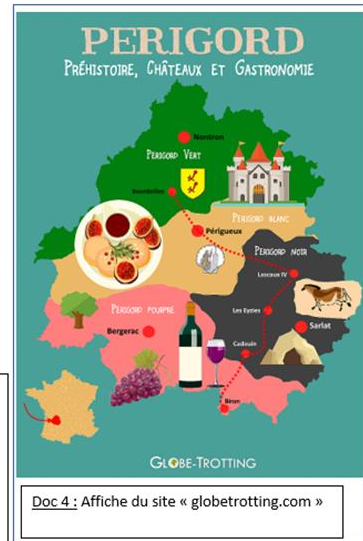 PERIGORD
PRÉHISTOIRE, CHÂTEAUX ET GASTRONOMIE
Nontron
PERIGORD VERT
Bourdeilles
PERIGORD BLANC
Périgueux
PERIGORD NOIR
Lascaux IV
PERIGORD POURPRE
Les Eyzies
Bergerac
Sarlat
Cadouin
Biron
GLOBE-TROTTING
Doc 4 : Affiche du site « globetrotting.com »